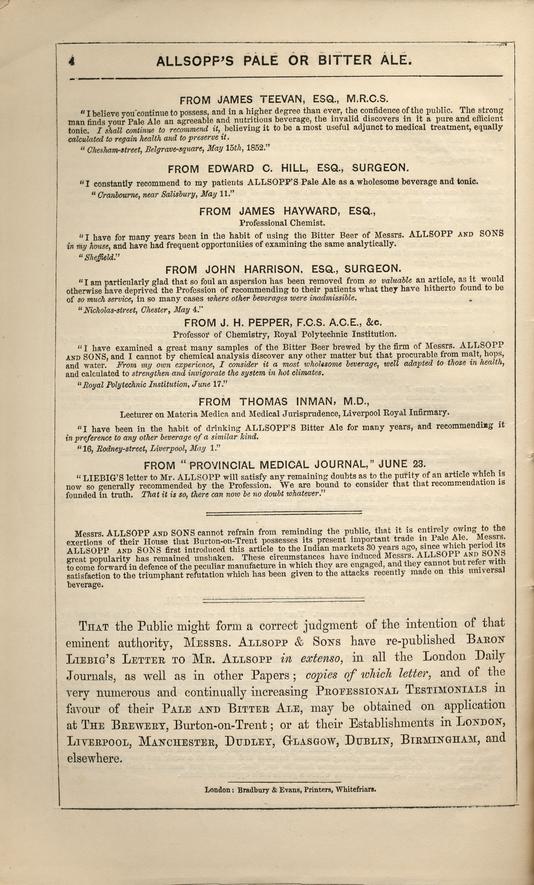 4
ALLSOPP'S PALE OR BITTER ALE.
FROM JAMES TEEVAN, ESQ., M.R.C.S.
"I believe you continue to possess, and in a higher degree than ever, the confidence of the public. The strong
man finds your Pale Ale an agreeable and nutritious beverage, the invalid discovers in it a pure and efficient
tonic. I shall continue to recommend it, believing it to be a most useful adjunct to medical treatment, equally
calculated to regain health and to preserve it.
"Chesham-street, Belgrave-square, May 15th, 1852."
FROM EDWARD C. HILL, ESQ., SURGEON.
"I constantly recommend to my patients ALLSOPP'S Pale Ale as a wholesome beverage and tonic.
"Cranbourne, near Salisbury, May 11."
FROM JAMES HAYWARD, ESQ.,
Professional Chemist.
"I have for many years been in the habit of using the Bitter Beer of Messrs. ALLSOPP AND SONS
in my house, and have had frequent opportunities of examining the same analytically.
"Sheffield."
FROM JOHN HARRISON, ESQ., SURGEON.
"I am particularly glad that so foul an aspersion has been removed from so valuable an article, as it would
otherwise have deprived the Profession of recommending to their patients what they have hitherto found to be
of so much service, in so many cases where other beverages were inadmissible.
"Nicholas-street, Chester, May 4."
FROM J. H. PEPPER, F.C.S. A.C.E., &c.
Professor of Chemistry, Royal Polytechnic Institution.
"I have examined a great many samples of the Bitter Beer brewed by the firm of Messrs. ALLSOPP
AND SONS, and I cannot by chemical analysis discover any other matter but that procurable from malt, hops,
and water. From my own experience, I consider it a most wholesome beverage, well adapted to those in health,
and calculated to strengthen and invigorate the system in hot climates.
"Royal Polytechnic Institution, June 17."
FROM THOMAS INMAN, M.D.,
Lecturer on Materia Medica and Medical Jurisprudence, Liverpool Royal Infirmary.
"I have been in the habit of drinking ALLSOPP'S Bitter Ale for many years, and recommending it
in preference to any other beverage of a similar kind.
"16, Rodney-street, Liverpool, May 1."
FROM "PROVINCIAL MEDICAL JOURNAL," JUNE 23.
"LIEBIG'S letter to Mr. ALLSOPP will satisfy any remaining doubts as to the purity of an article which is
now so generally recommended by the Profession. We are bound to consider that that recommendation is
founded in truth. That it is so, there can now be no doubt whatever."
Messrs. ALLSOPP AND SONS cannot refrain from reminding the public, that it is entirely owing to the
exertions of their House that Burton-on-Trent possesses its present important trade in Pale Ale. Messrs.
ALLSOPP AND SONS first introduced this article to the Indian markets 30 years ago, since which period its
great popularity has remained unshaken. These circumstances have induced Messrs. ALLSOPP AND SONS
to come forward in defence of the peculiar manufacture in which they are engaged, and they cannot but refer with
satisfaction to the triumphant refutation which has been given to the attacks recently made on this universal
beverage.
THAT the Public might form a correct judgment of the intention of that
eminent authority, MESSRS. ALLSOPP & SONS have re-published BARON
LIEBIG'S LETTER TO MR. ALLSOPP in extenso, in all the London Daily
Journals, as well as in other Papers; copies of which letter, and of the
very numerous and continually increasing PROFESSIONAL TESTIMONIALS in
favour of their PALE AND BITTER ALE, may be obtained on application
at THE BREWERY, Burton-on-Trent; or at their Establishments in LONDON,
LIVERPOOL, MANCHESTER, DUDLEY, GLASGOW, DUBLIN, BIRMINGHAM, and
elsewhere.
London: Bradbury & Evans, Printers, Whitefriars.